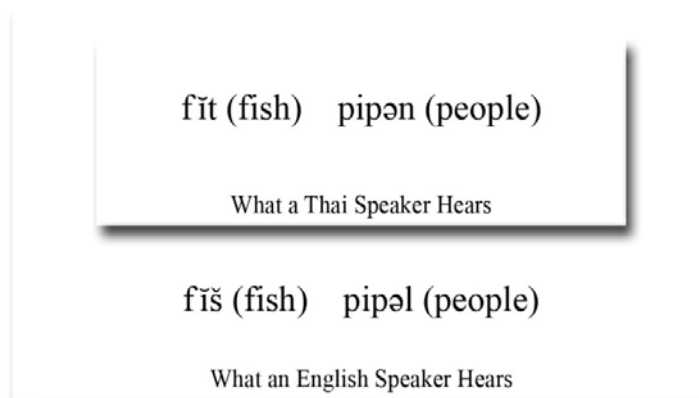 fĭt (fish) pipən (people)
What a Thai Speaker Hears
fĭš (fish) pipəl (people)
What an English Speaker Hears